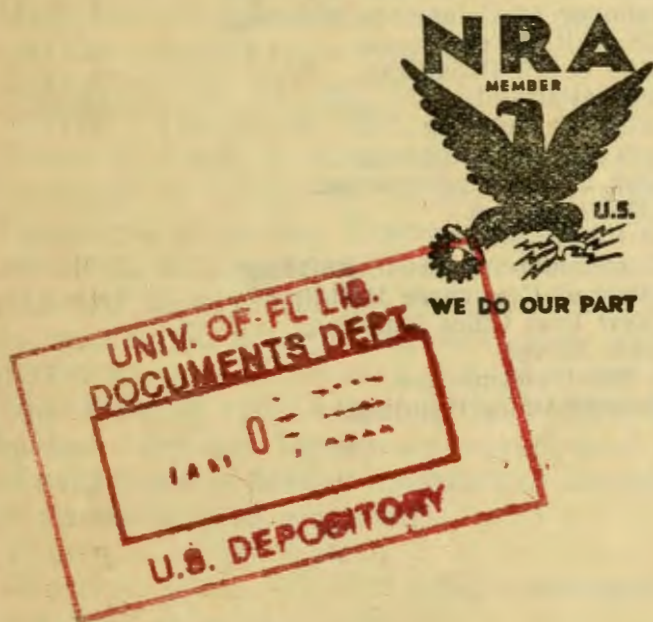 NRA
MEMBER
U.S.
WE DO OUR PART
UNIV. OF FL LIB.
DOCUMENTS DEPT.
U.S. DEPOSITORY